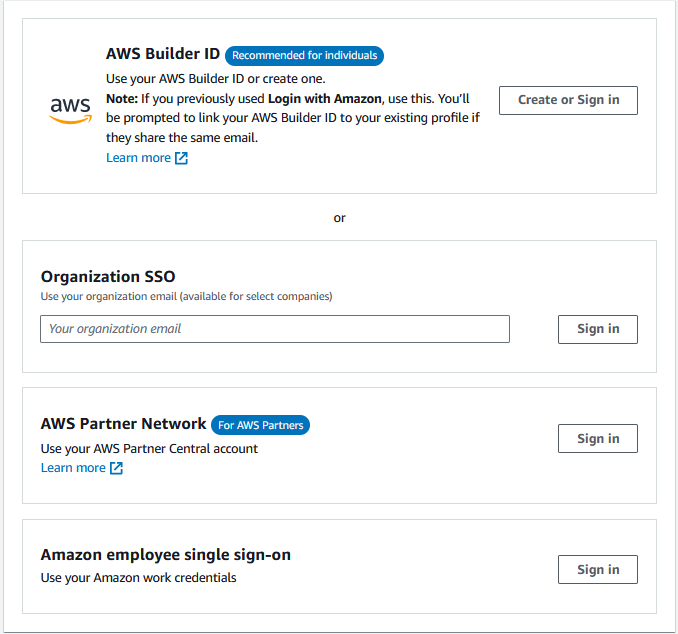 AWS Builder ID Recommended for individuals
Use your AWS Builder ID or create one.
Note: If you previously used Login with Amazon, use this. You'll
be prompted to link your AWS Builder ID to your existing profile if
they share the same email.
Learn more
aws
Create or Sign in
or
Organization SSO
Use your organization email (available for select companies)
Your organization email
Sign in
AWS Partner Network For AWS Partners
Use your AWS Partner Central account
Learn more
Sign in
Amazon employee single sign-on
Use your Amazon work credentials
Sign in